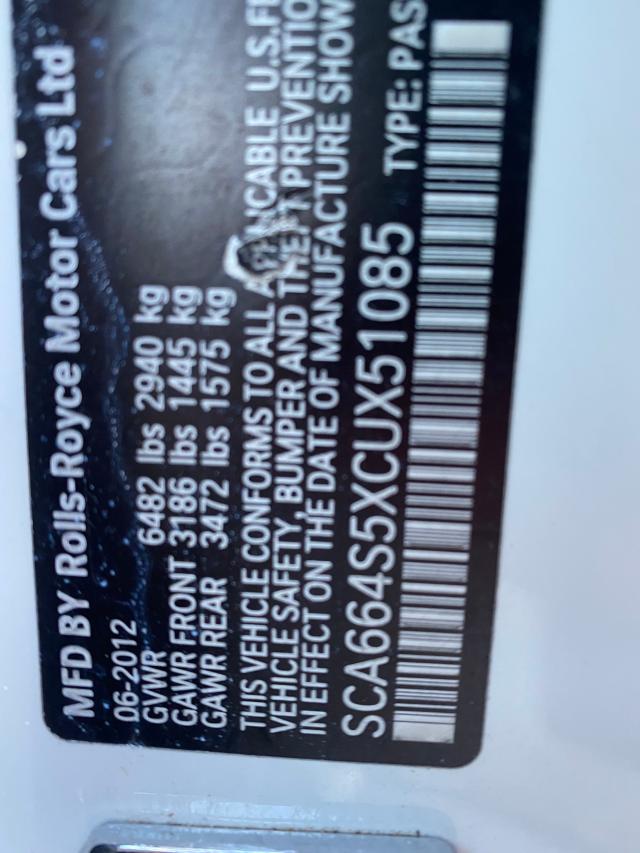 MFD BY Rolls-Royce Motor Cars Ltd
06-2012
GVWR 6482 lbs 2940 kg
GAWR FRONT 3186 lbs 1445 kg
GAWR REAR 3472 lbs 1575 kg
THIS VEHICLE CONFORMS TO ALL U.S.
VEHICLE SAFETY, BUMPER AND THEFT PREVENTIO
IN EFFECT ON THE DATE OF MANUFACTURE SHOW
SCA664S5XCUX51085 TYPE: PAS